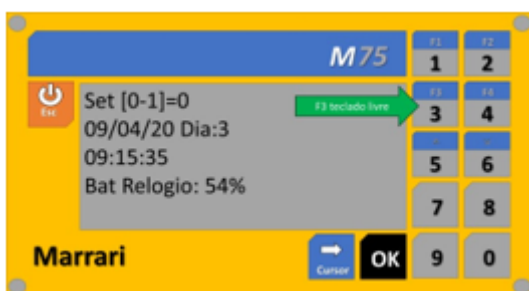 M75
F1 F2
1 2
Esc
Set [0-1]=0
F3 teclado livre
F3 F4
3 4
09/04/20 Dia:3
09:15:35
5 6
Bat Relogio: 54%
7 8
Marrari
Cursor
OK
9 0